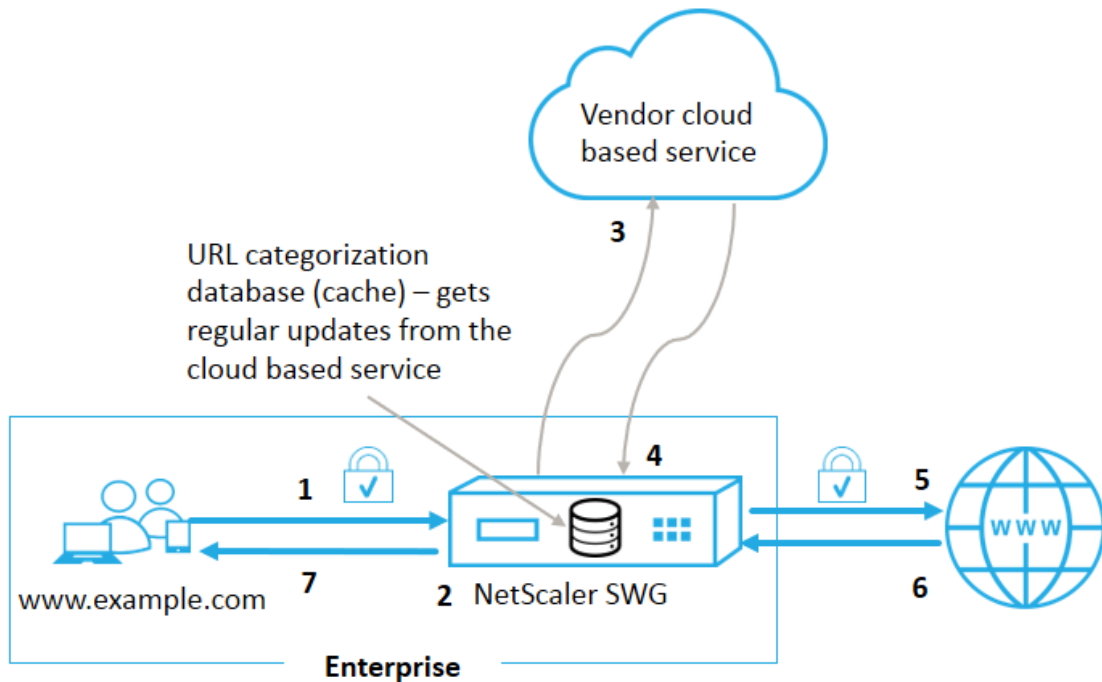 Vendor cloud
based service
3
URL categorization
database (cache) – gets
regular updates from the
cloud based service
4
1
5
www
7
2
NetScaler SWG
6
www.example.com
Enterprise